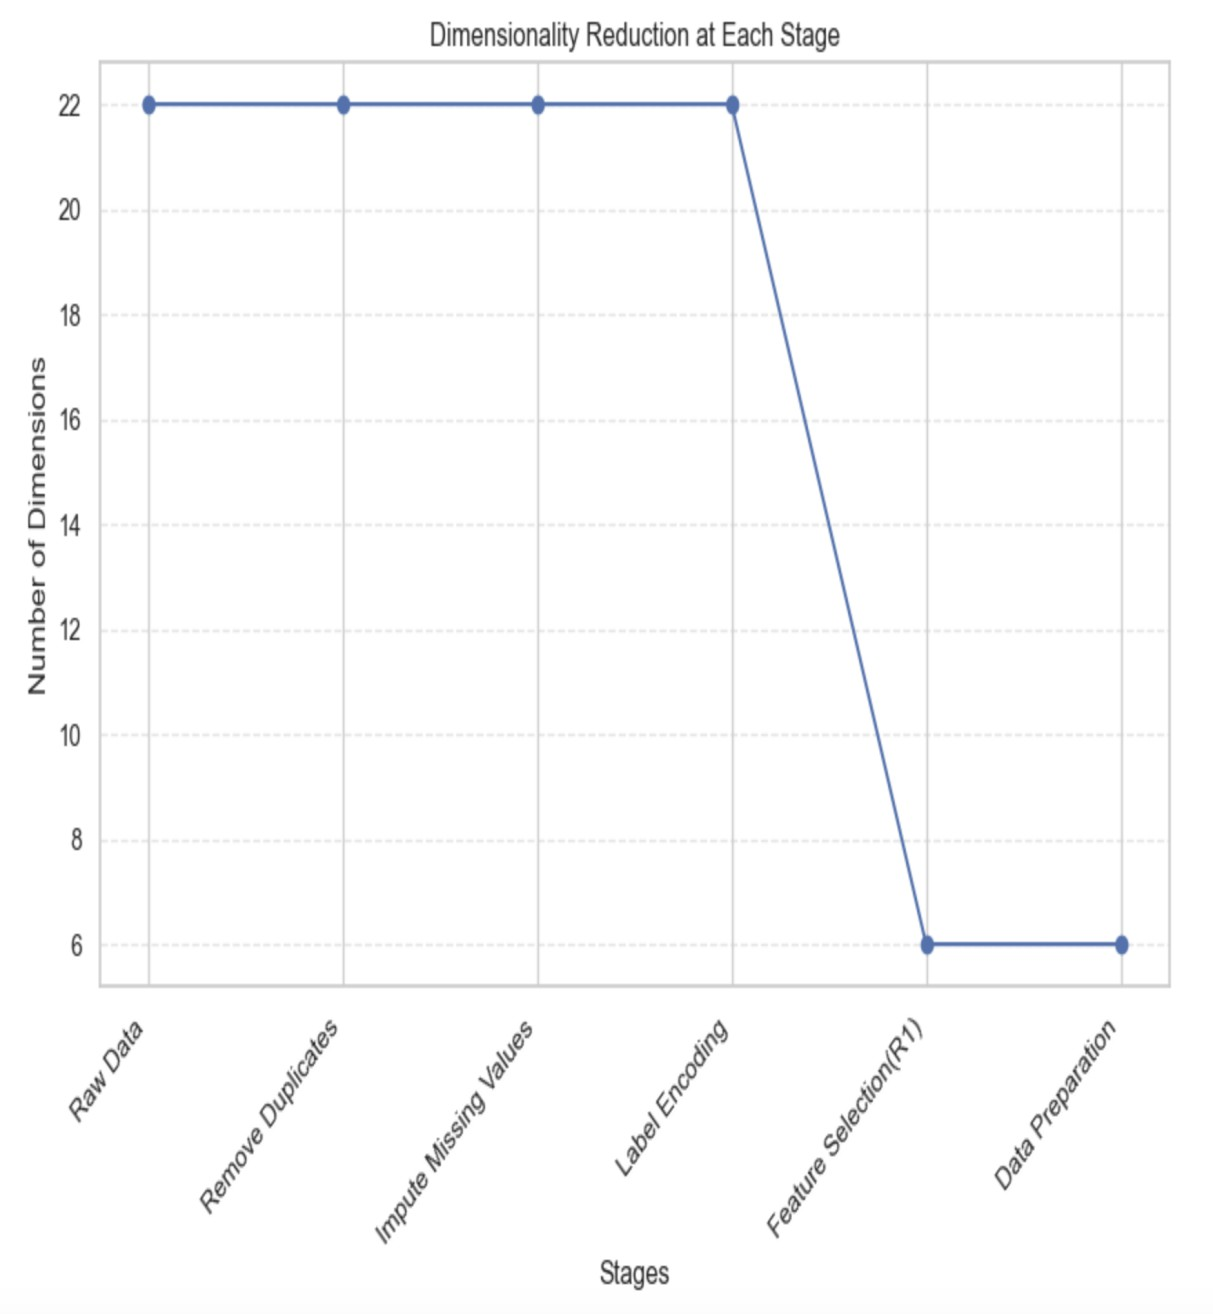 Dimensionality Reduction at Each Stage
22
20
18
16
14
12
10
8
6
Number of Dimensions
Raw Data
Remove Duplicates
Impute Missing Values
Label Encoding
Feature Selection(R1)
Data Preparation
Stages